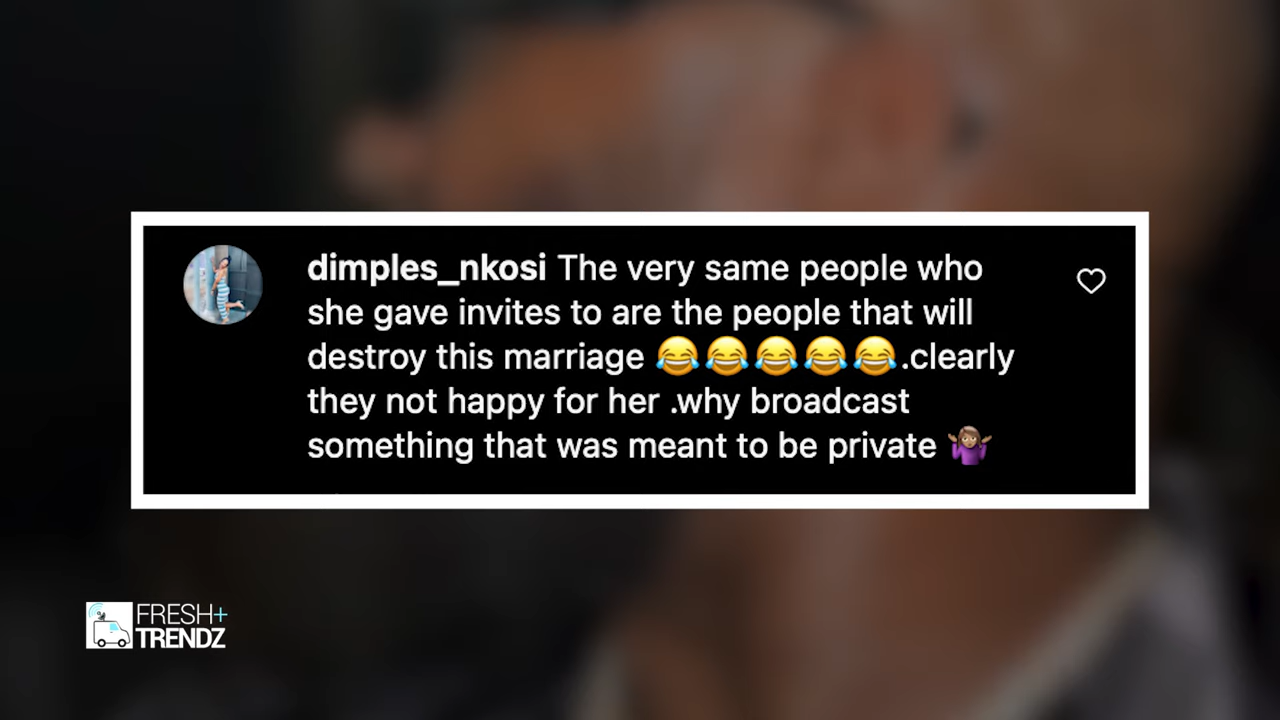 dimples_nkosi The very same people who
she gave invites to are the people that will
destroy this marriage 😂😂😂😂😂.clearly
they not happy for her .why broadcast
something that was meant to be private 🤷🏽‍♀️
FRESH+
TRENDZ